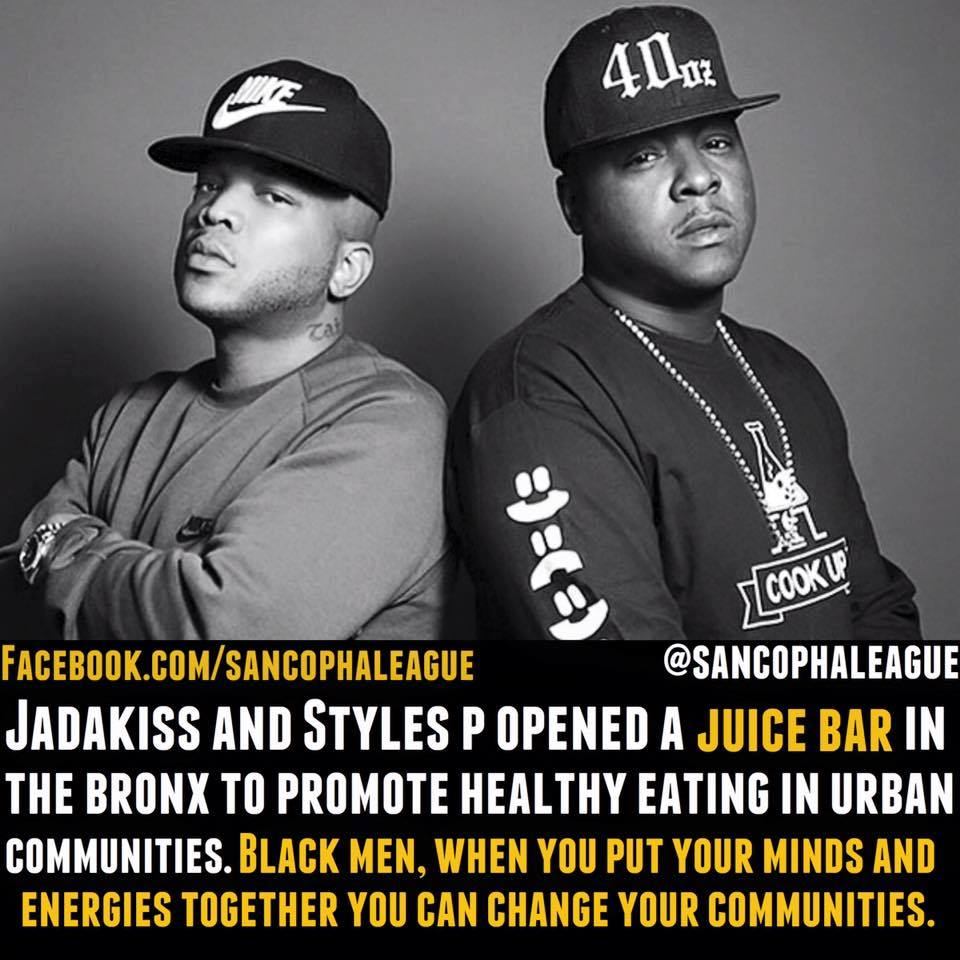 NIKE
40oz
NIKE
COOK UP
FACEBOOK.COM/SANCOPHALEAGUE
@SANCOPHALEAGUE
JADAKISS AND STYLES P OPENED A JUICE BAR IN
THE BRONX TO PROMOTE HEALTHY EATING IN URBAN
COMMUNITIES. BLACK MEN, WHEN YOU PUT YOUR MINDS AND
ENERGIES TOGETHER YOU CAN CHANGE YOUR COMMUNITIES.